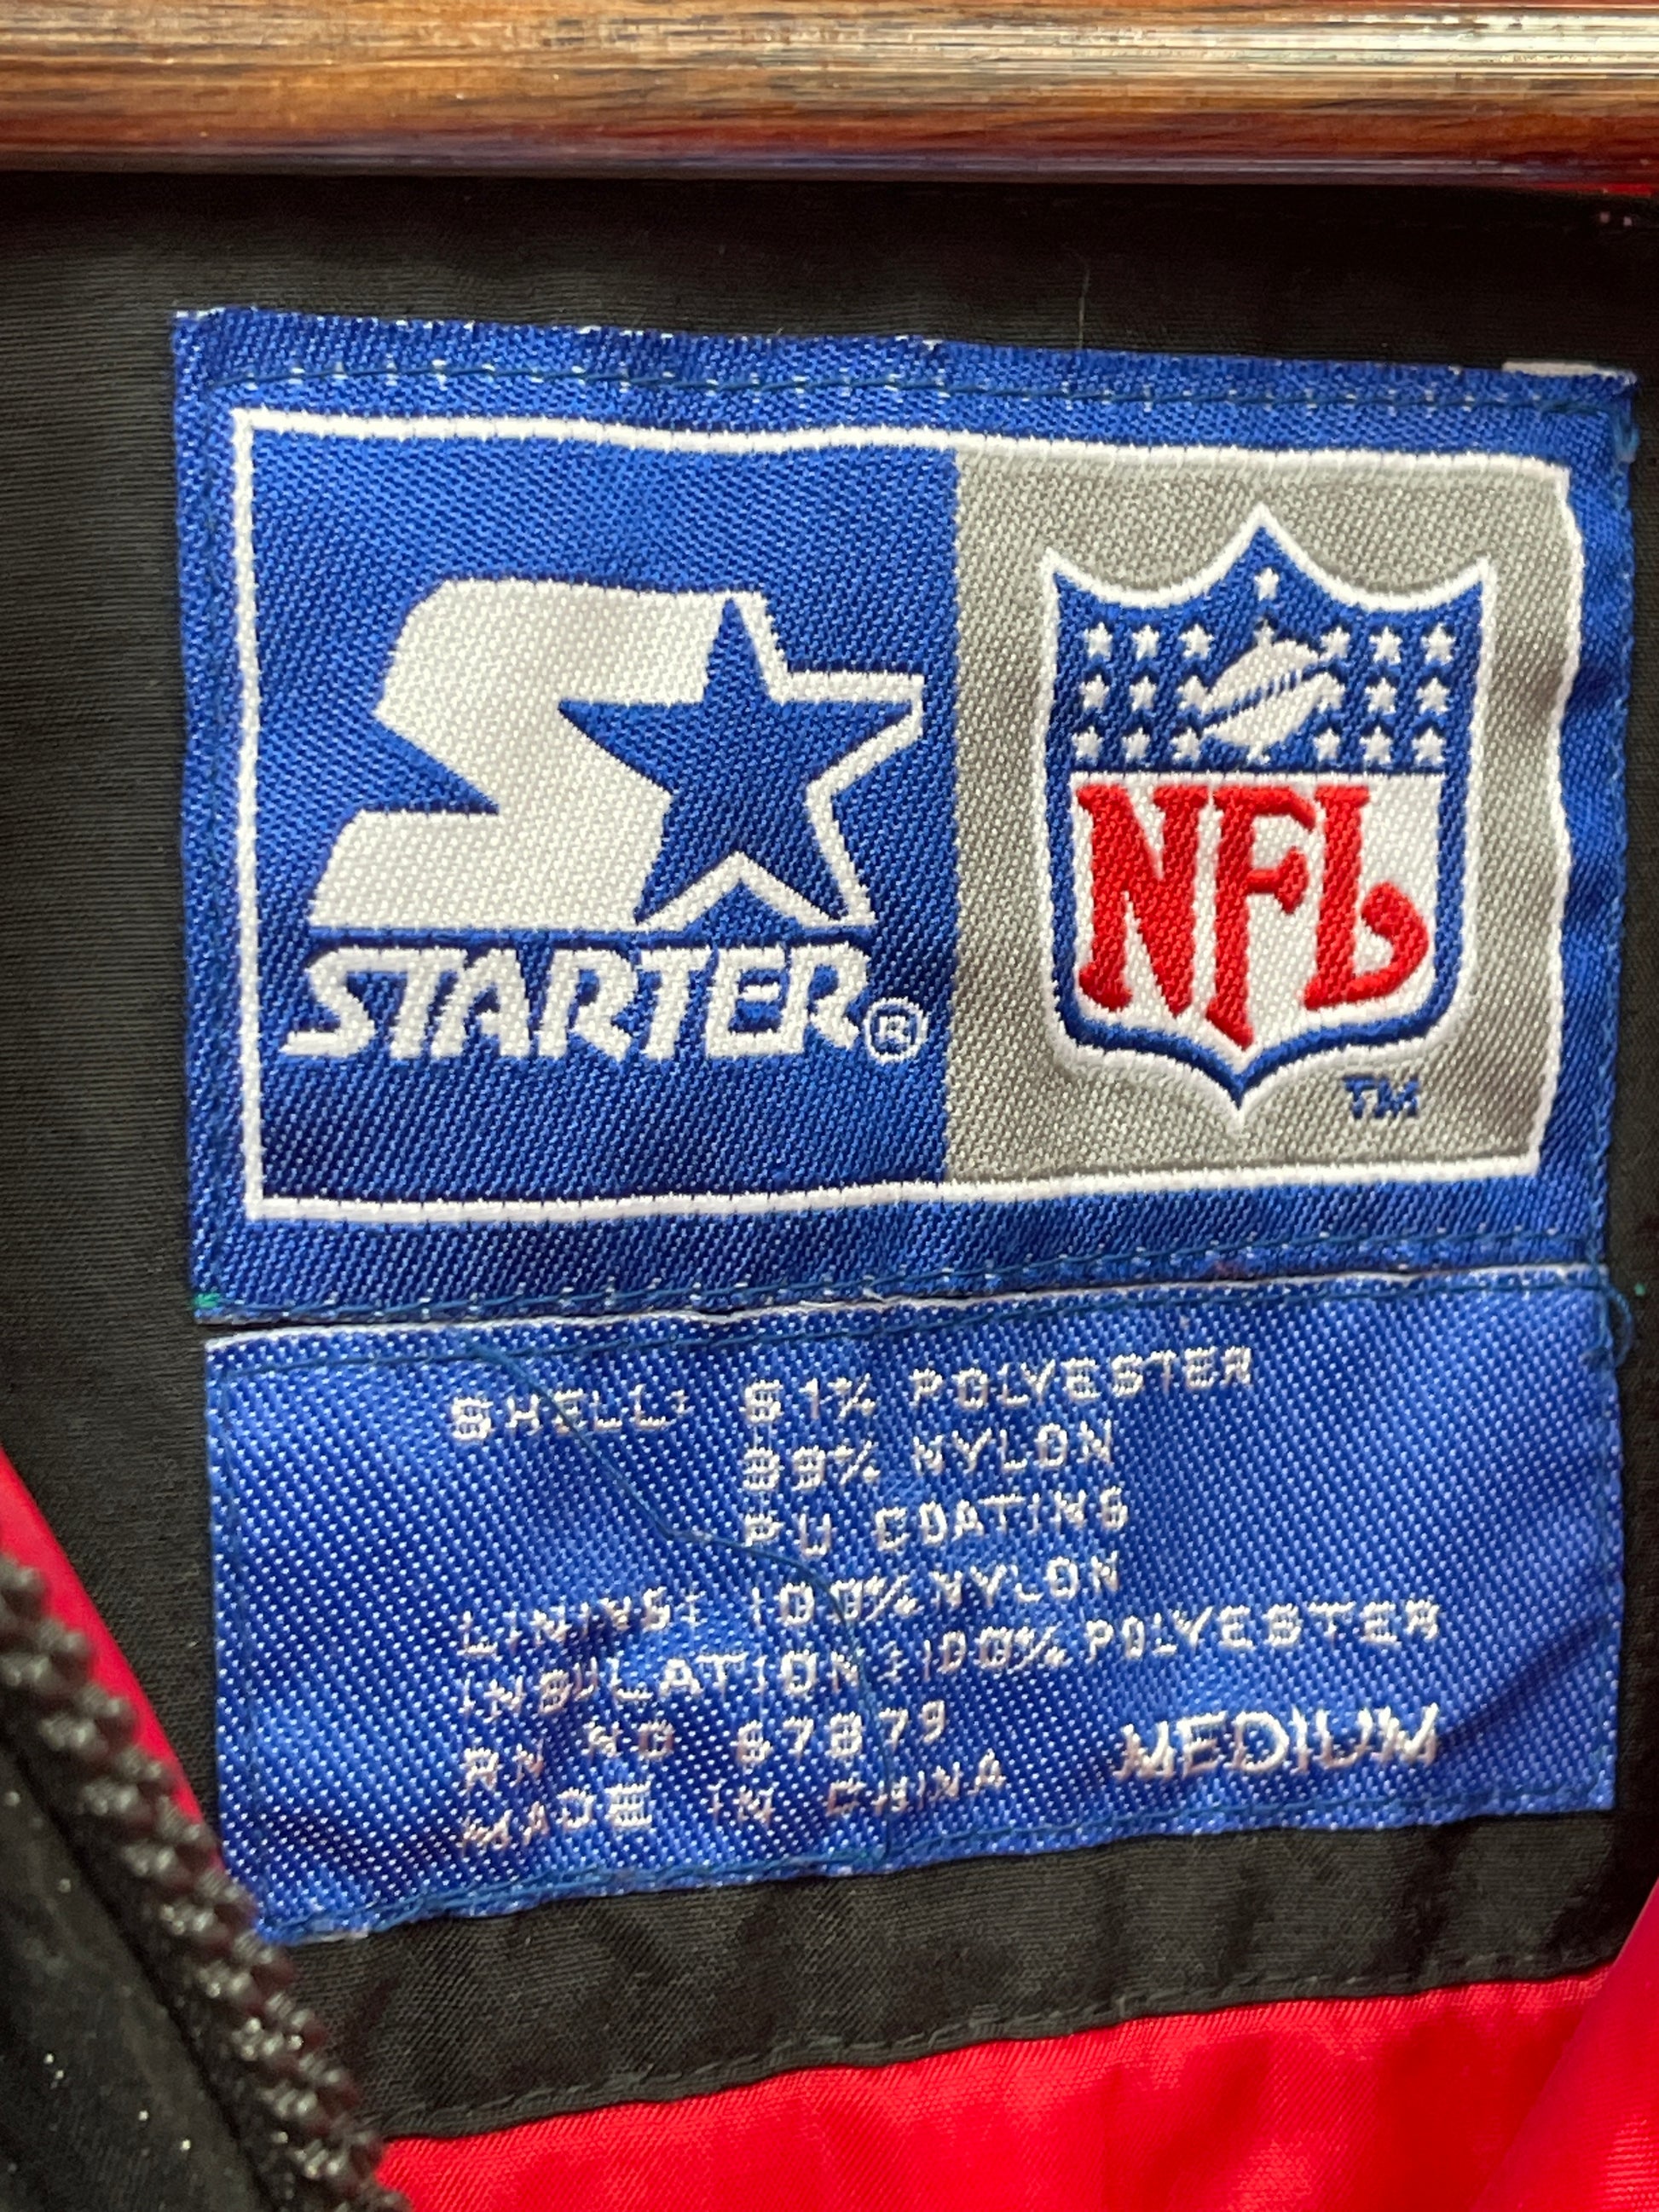 STARTER®
NFL
TM
SHELL: 61% POLYESTER
39% NYLON
PU COATING
LINING: 100% NYLON
INSULATION: 100% POLYESTER
RN NO 67879
MADE IN CHINA
MEDIUM